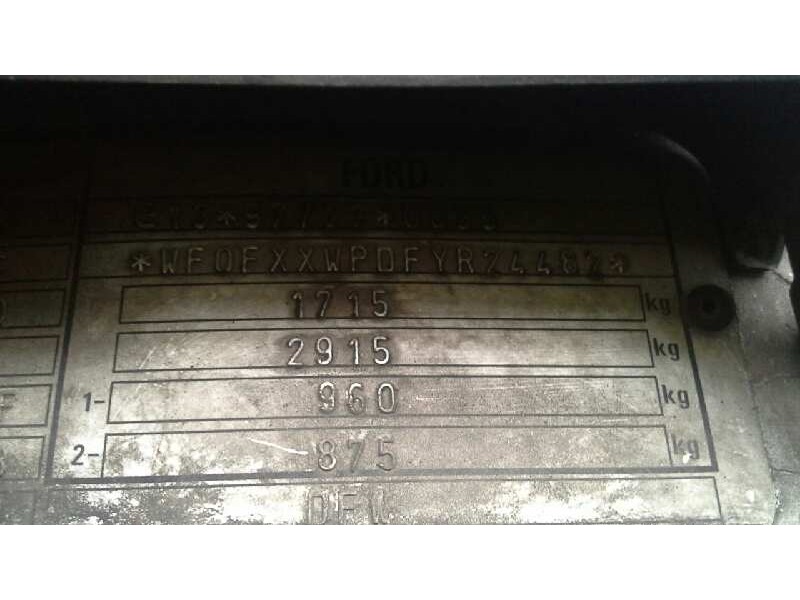 FORD
*WF0FXXWPDFYR24482*
1715 kg
2915 kg
1- 960 kg
2- 875 kg